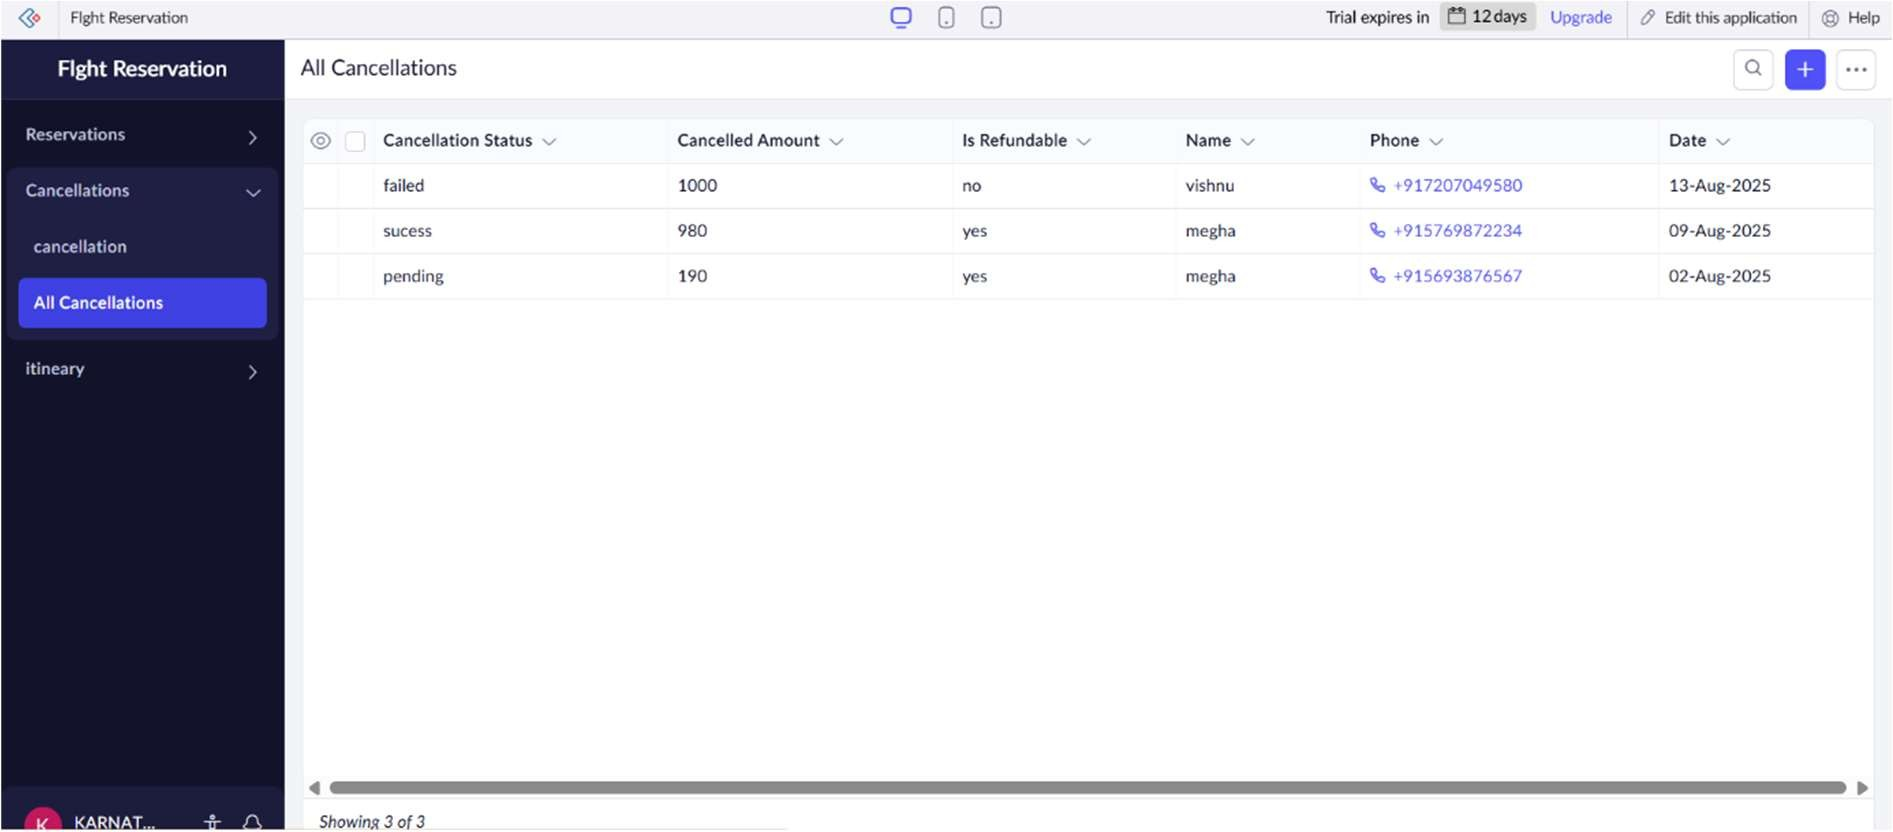 Flght Reservation
Trial expires in 12 days Upgrade Edit this application Help
Flght Reservation
All Cancellations
Reservations
Cancellations
cancellation
All Cancellations
itineary
Cancellation Status Cancelled Amount Is Refundable Name Phone Date
failed 1000 no vishnu +917207049580 13-Aug-2025
sucess 980 yes megha +915769872234 09-Aug-2025
pending 190 yes megha +915693876567 02-Aug-2025
K KARNAT...
Showing 3 of 3